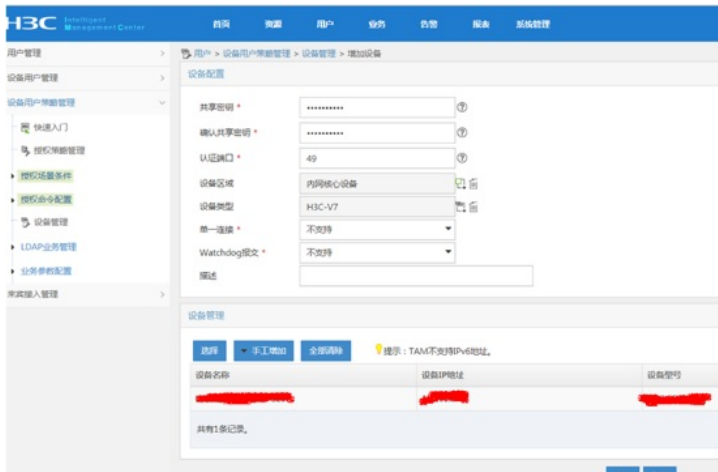 H3C Intelligent Management Center
首页 资源 用户 业务 告警 报表 系统管理
用户管理
设备用户管理
设备用户策略管理
快速入门
授权策略管理
授权场景条件
授权命令配置
设备管理
LDAP业务管理
业务参数配置
来宾接入管理
用户 > 设备用户策略管理 > 设备管理 > 增加设备
设备配置
共享密钥 * ••••••••••
确认共享密钥 * ••••••••••
认证端口 * 49
设备区域 内网核心设备
设备类型 H3C-V7
单一连接 * 不支持
Watchdog报文 * 不支持
描述
设备管理
选择 手工增加 全部清除 提示：TAM不支持IPv6地址。
设备名称 设备IP地址 设备型号
共有1条记录。